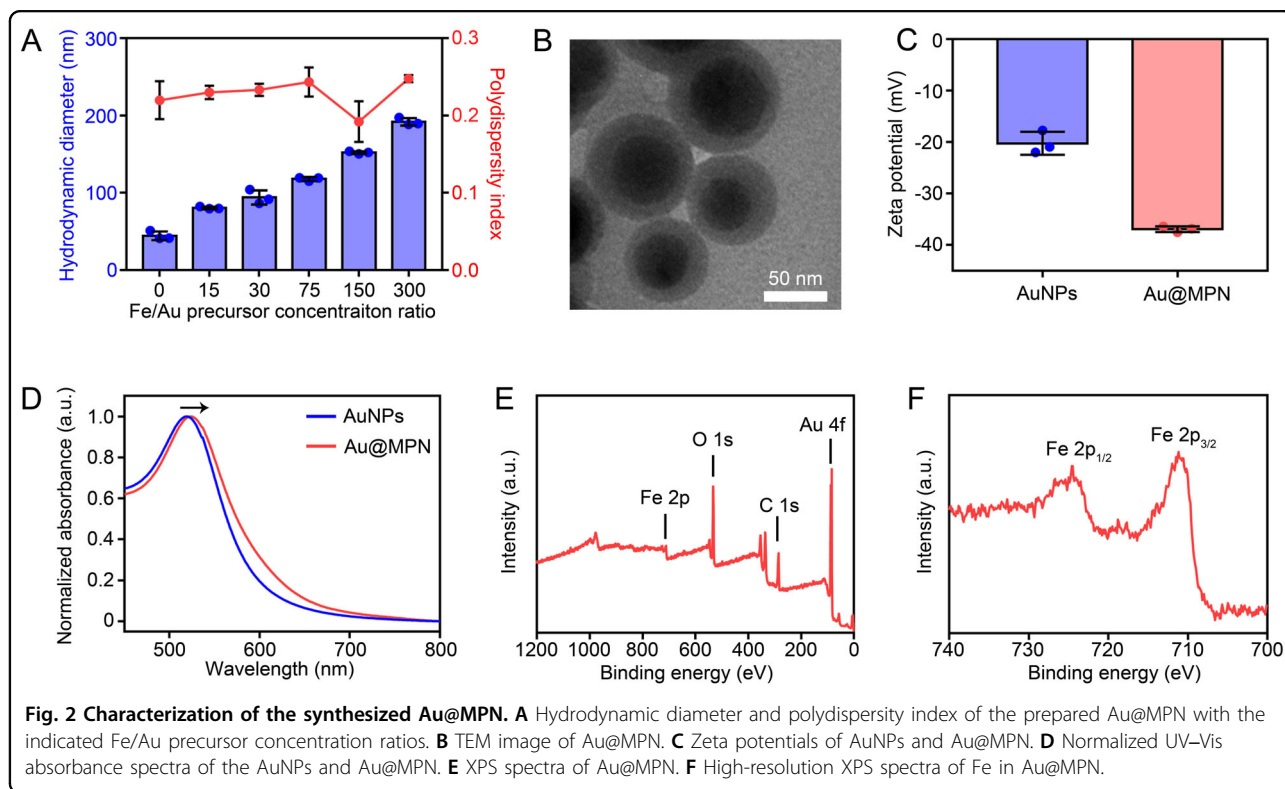 A
Hydrodynamic diameter (nm)
300
200
100
0
Polydispersity index
0.3
0.2
0.1
0.0
0 15 30 75 150 300
Fe/Au precursor concentraiton ratio
B
50 nm
C
Zeta potential (mV)
0
-10
-20
-30
-40
AuNPs Au@MPN
D
Normalized absorbance (a.u.)
1.0
0.8
0.6
0.4
0.2
0
AuNPs
Au@MPN
500 600 700 800
Wavelength (nm)
E
Intensity (a.u.)
Fe 2p
O 1s
C 1s
Au 4f
1200 1000 800 600 400 200 0
Binding energy (eV)
F
Intensity (a.u.)
Fe 2p1/2
Fe 2p3/2
740 730 720 710 700
Binding energy (eV)
Fig. 2 Characterization of the synthesized Au@MPN. A Hydrodynamic diameter and polydispersity index of the prepared Au@MPN with the
indicated Fe/Au precursor concentration ratios. B TEM image of Au@MPN. C Zeta potentials of AuNPs and Au@MPN. D Normalized UV–Vis
absorbance spectra of the AuNPs and Au@MPN. E XPS spectra of Au@MPN. F High-resolution XPS spectra of Fe in Au@MPN.